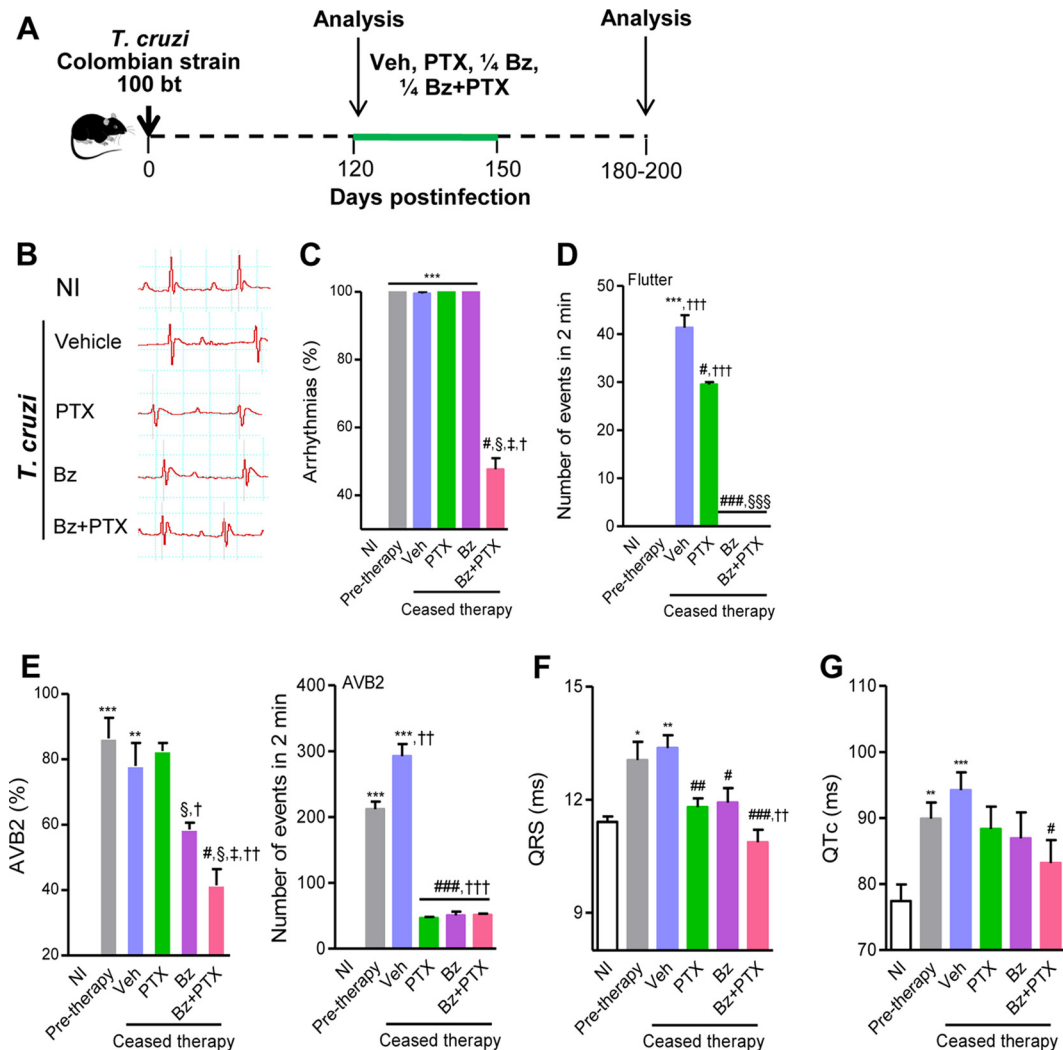 A
T. cruzi
Colombian strain
100 bt
Analysis
Veh, PTX, ¼ Bz,
¼ Bz+PTX
Analysis
0
120
150
180-200
Days postinfection
B
NI
Vehicle
PTX
Bz
Bz+PTX
T. cruzi
C
***
Arrhythmias (%)
100
80
60
40
#,§,‡,†
NI
Pre-therapy
Veh
PTX
Bz
Bz+PTX
Ceased therapy
D
Flutter
Number of events in 2 min
50
40
30
20
10
0
***,†††
#,†††
###,§§§
NI
Pre-therapy
Veh
PTX
Bz
Bz+PTX
Ceased therapy
E
AVB2 (%)
100
80
60
40
20
***
**
§,†
#,§,‡,††
NI
Pre-therapy
Veh
PTX
Bz
Bz+PTX
Ceased therapy
AVB2
Number of events in 2 min
400
300
200
100
0
***
***,††
###,†††
NI
Pre-therapy
Veh
PTX
Bz
Bz+PTX
Ceased therapy
F
QRS (ms)
15
12
9
*
**
##
#
###,††
NI
Pre-therapy
Veh
PTX
Bz
Bz+PTX
Ceased therapy
G
QTc (ms)
110
100
90
80
70
**
***
#
NI
Pre-therapy
Veh
PTX
Bz
Bz+PTX
Ceased therapy